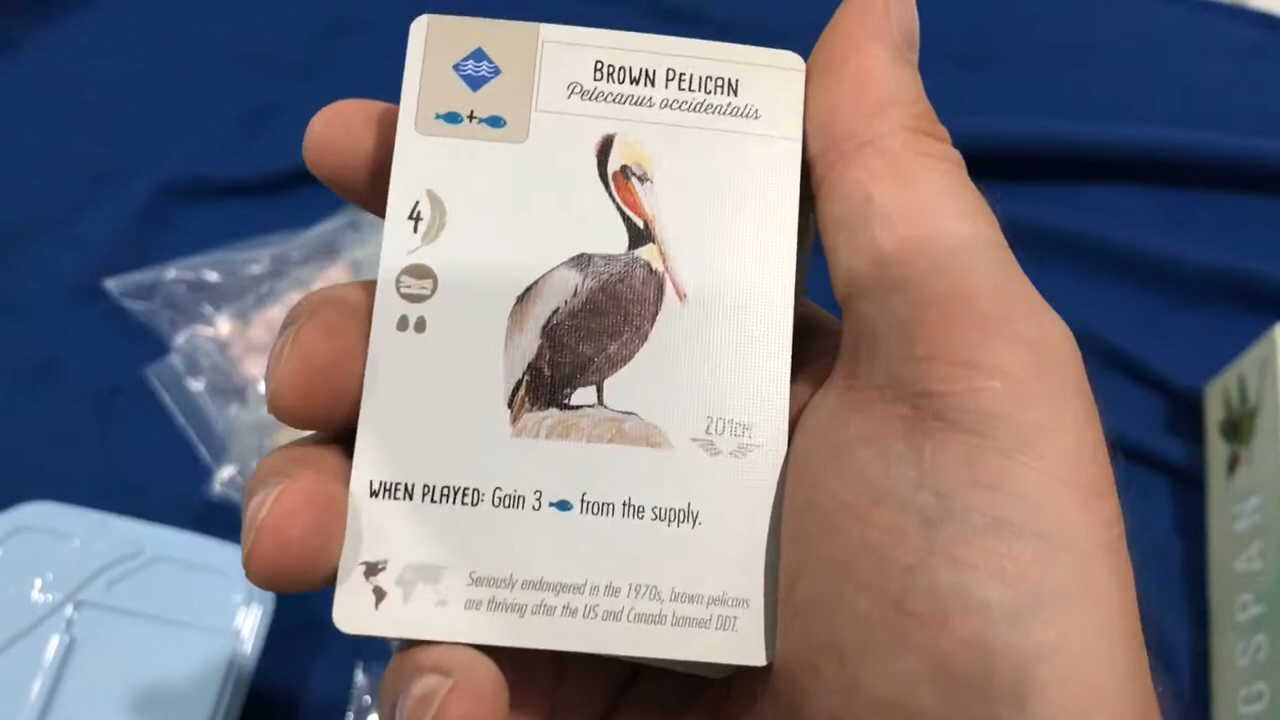 BROWN PELICAN
Pelecanus occidentalis
+
4
201CM
WHEN PLAYED: Gain 3 from the supply.
Seriously endangered in the 1970s, brown pelicans
are thriving after the US and Canada banned DDT.
GSPAN